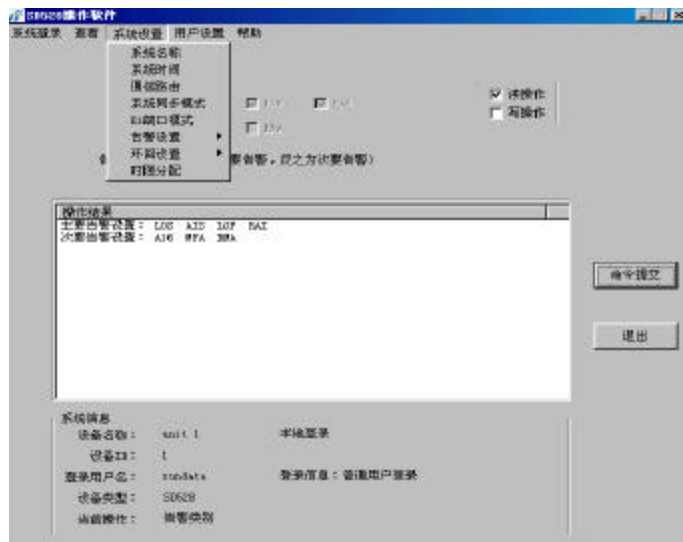 SD528操作软件
系统登录 查看 系统设置 用户设置 帮助
系统名称
系统时间
通信路由
系统同步模式
读操作
E1端口模式
写操作
告警设置
环回设置
要告警,反之为次要告警)
时隙分配
操作结果
主要告警设置: LOS AIS LOF RAI
次要告警设置: A16 MFA
命令提交
退出
系统信息
设备名称: unit 1 本地登录
设备ID: 1
登录用户名: sundata 登录信息:普通用户登录
设备类型: SD528
当前操作: 告警类别